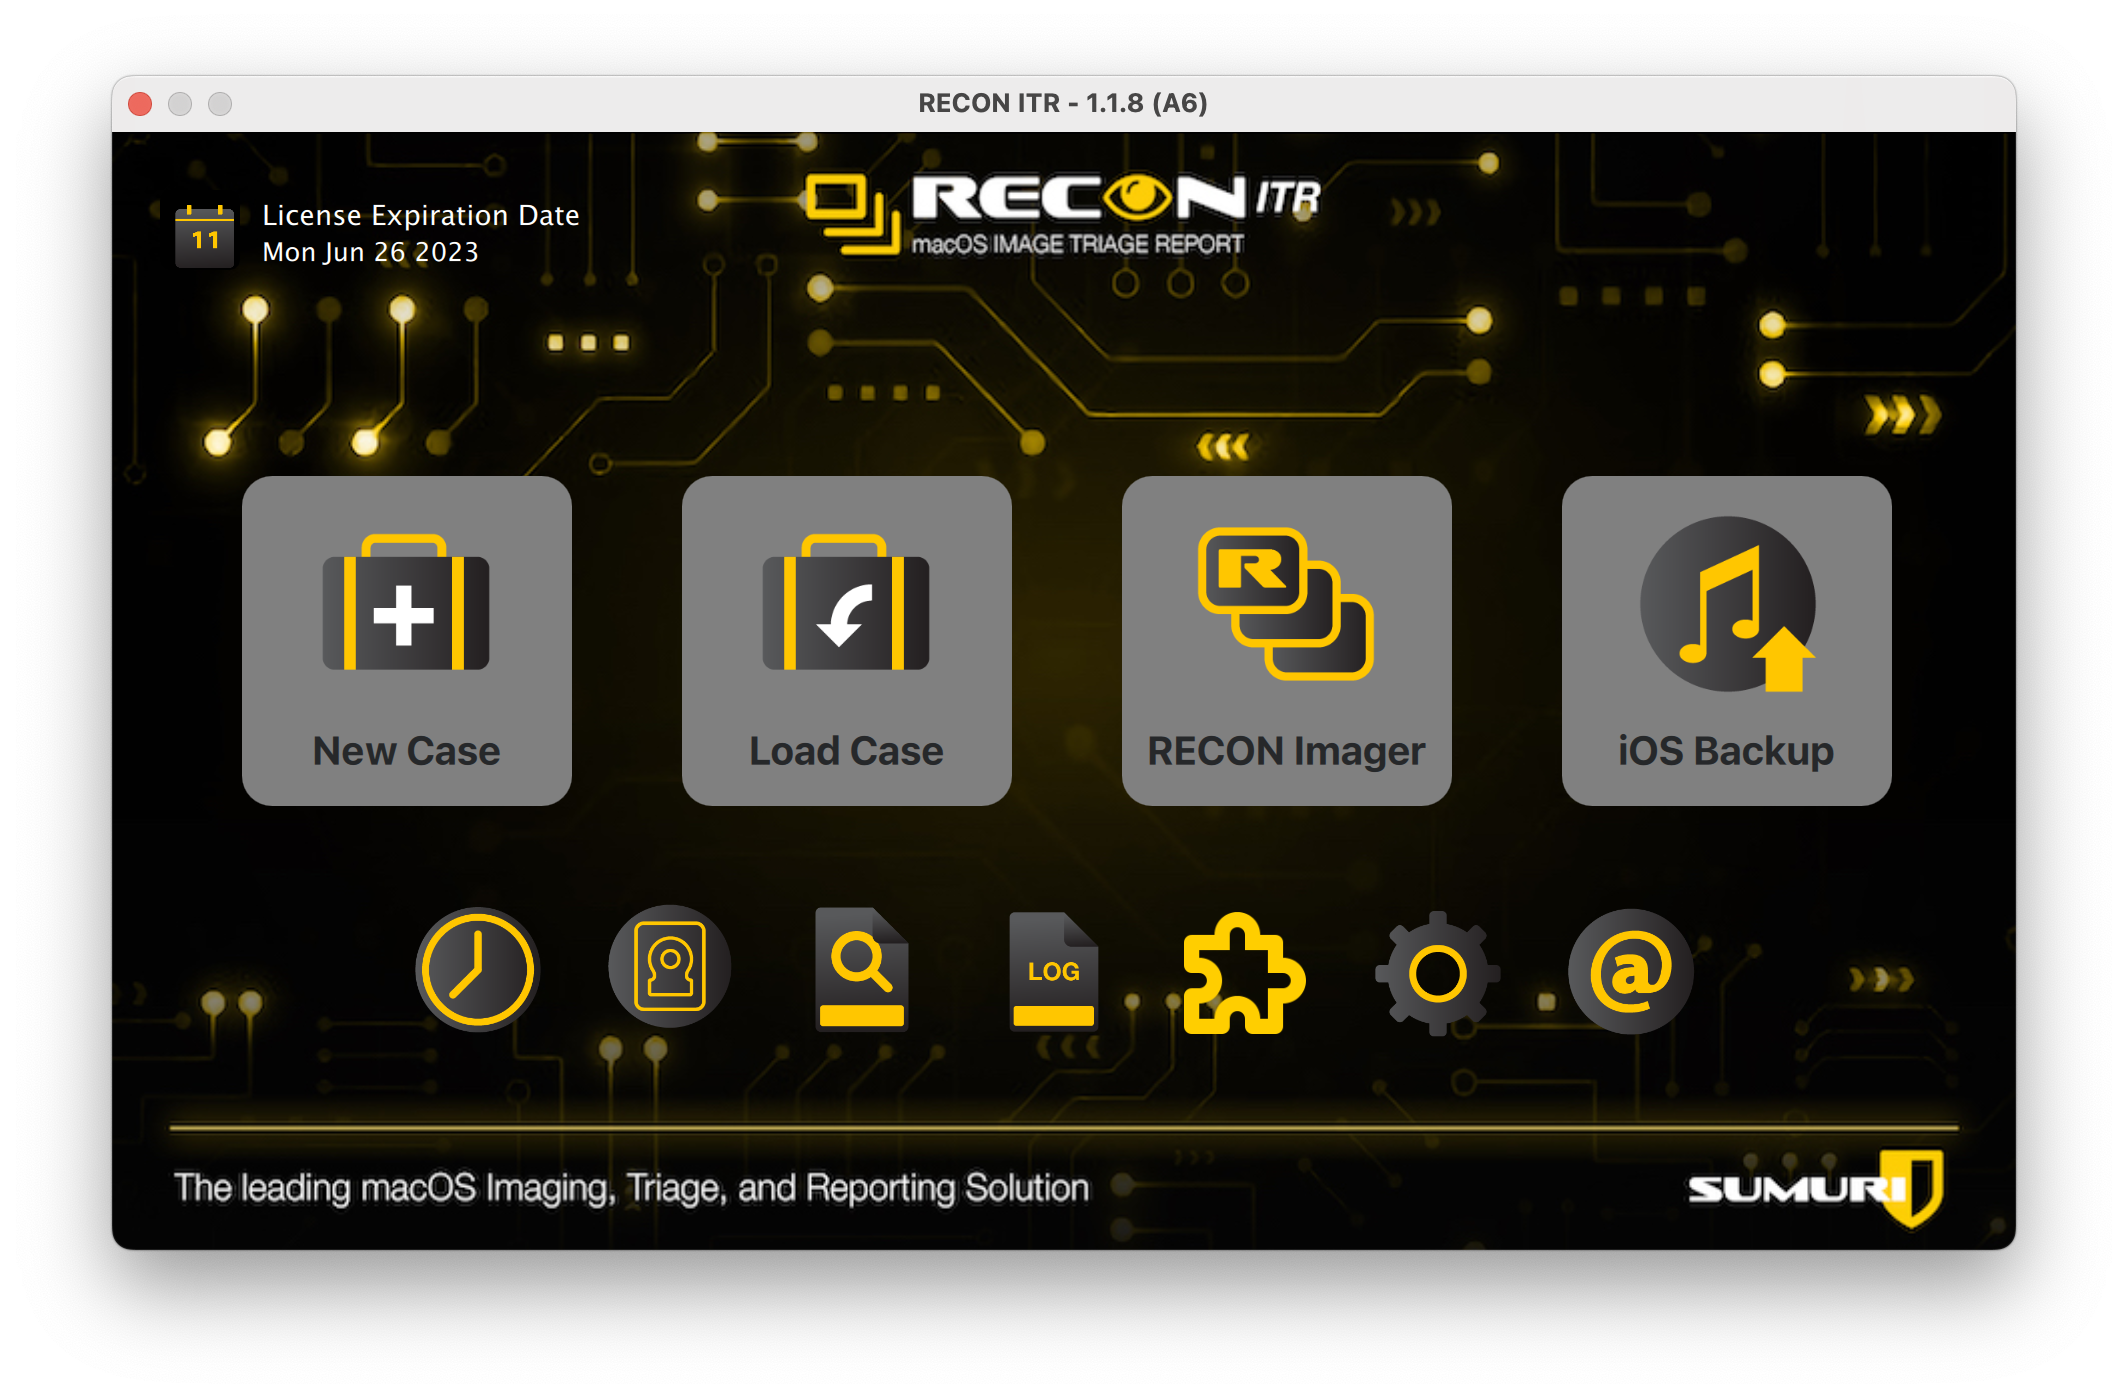 RECON ITR - 1.1.8 (A6)
License Expiration Date
Mon Jun 26 2023
11
RECON ITR
macOS IMAGE TRIAGE REPORT
New Case
Load Case
R
RECON Imager
iOS Backup
LOG
@
The leading macOS Imaging, Triage, and Reporting Solution
SUMURI